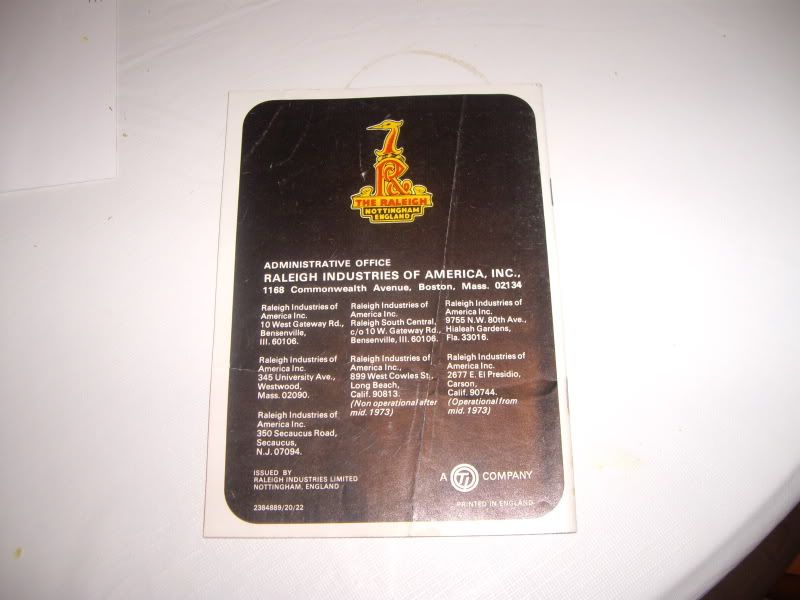 R
THE RALEIGH
NOTTINGHAM
ENGLAND
ADMINISTRATIVE OFFICE
RALEIGH INDUSTRIES OF AMERICA, INC.,
1168 Commonwealth Avenue, Boston, Mass. 02134
Raleigh Industries of
America Inc.
10 West Gateway Rd.,
Bensenville,
Ill. 60106.
Raleigh Industries of
America Inc.
Raleigh South Central,
c/o 10 W. Gateway Rd.,
Bensenville, Ill. 60106.
Raleigh Industries of
America Inc.
9755 N.W. 80th Ave.,
Hialeah Gardens,
Fla. 33016.
Raleigh Industries of
America Inc.
345 University Ave.,
Westwood,
Mass. 02090.
Raleigh Industries of
America Inc.,
899 West Cowles St.,
Long Beach,
Calif. 90813.
(Non operational after
mid. 1973)
Raleigh Industries of
America Inc.
2677 E. El Presidio,
Carson,
Calif. 90744.
(Operational from
mid. 1973)
Raleigh Industries of
America Inc.
350 Secaucus Road,
Secaucus,
N.J. 07094.
ISSUED BY
RALEIGH INDUSTRIES LIMITED
NOTTINGHAM, ENGLAND
A TI COMPANY
2384889/20/22
PRINTED IN ENGLAND